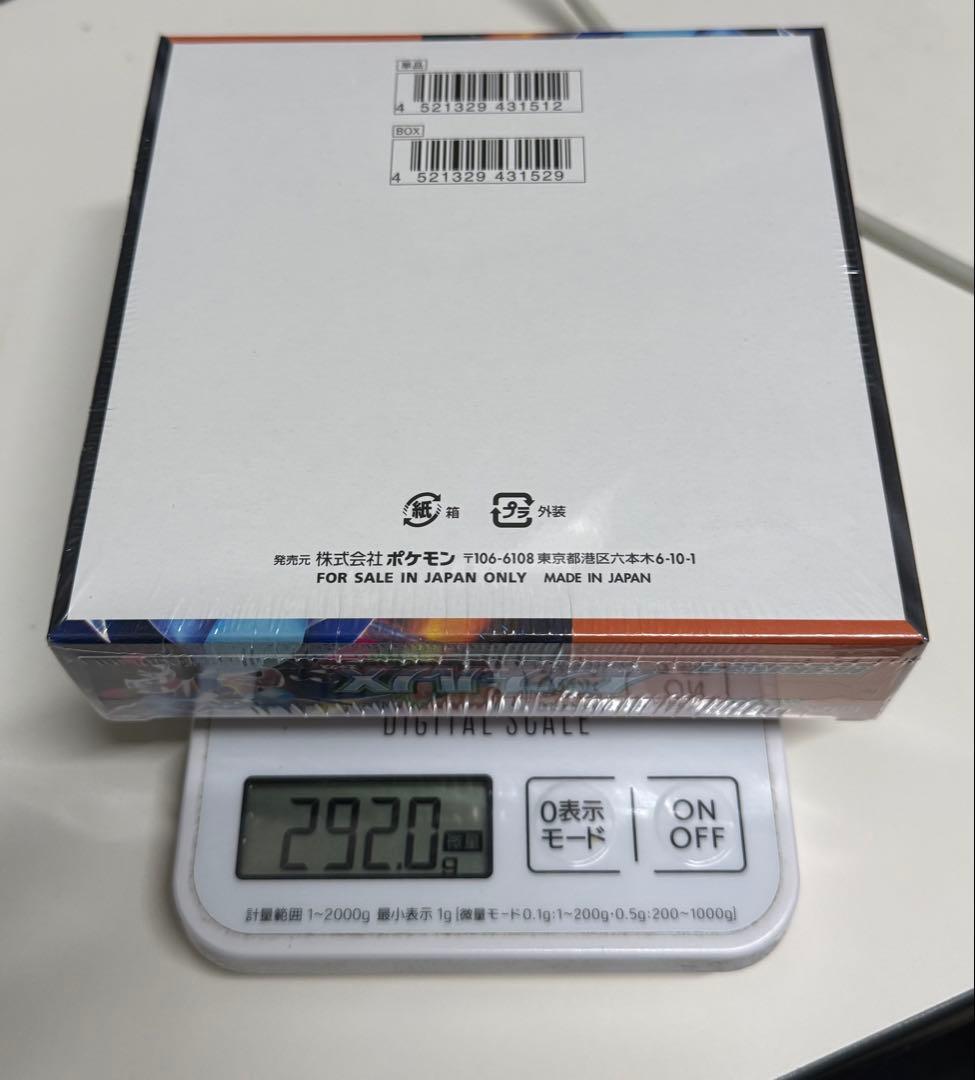 単品
4 521329 431512
BOX
4 521329 431529
紙 箱 プラ 外装
発売元 株式会社 ポケモン 〒106-6108 東京都港区六本木6-10-1
FOR SALE IN JAPAN ONLY MADE IN JAPAN
DIGITAL SCALE
292.0 微量 g
0表示 モード
ON OFF
計量範囲 1~2000g 最小表示 1g [微量モード 0.1g:1~200g・0.5g:200~1000g]